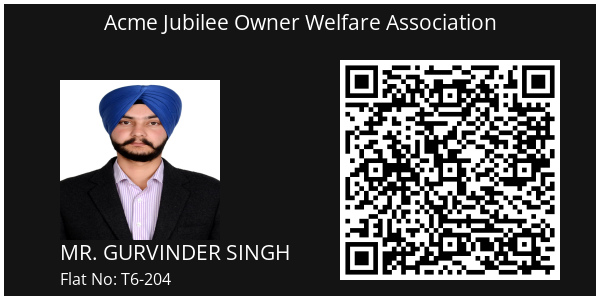 Acme Jubilee Owner Welfare Association
MR. GURVINDER SINGH
Flat No: T6-204